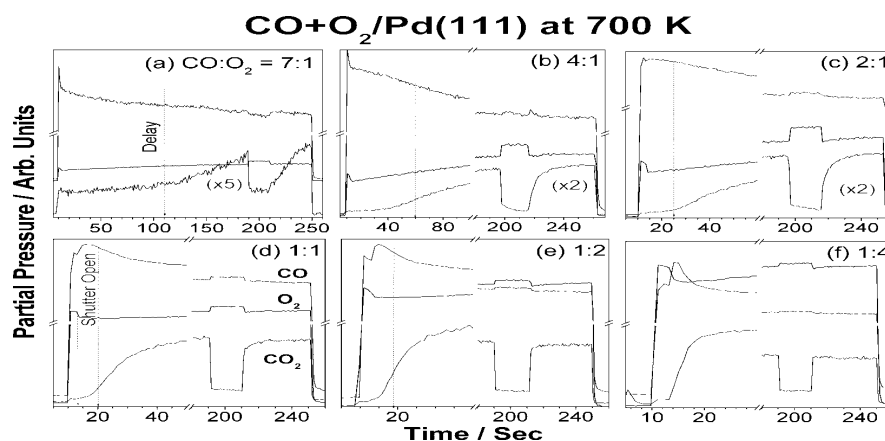 CO+O₂/Pd(111) at 700 K
Partial Pressure / Arb. Units
(a) CO:O₂ = 7:1
Delay
(x5)
50 100 150 200 250
(b) 4:1
(x2)
40 80 200 240
(c) 2:1
(x2)
20 40 200 240
(d) 1:1
Shutter Open
CO
O₂
CO₂
20 40 200 240
(e) 1:2
20 200 240
(f) 1:4
10 20 200 240
Time / Sec